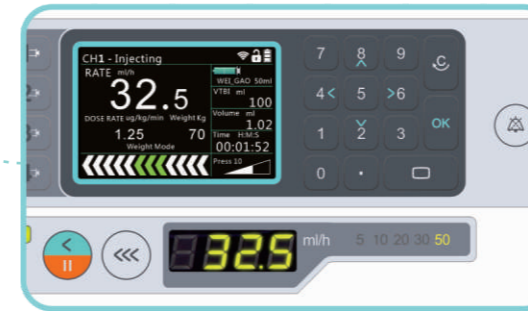 CH1 - Injecting
RATE ml/h
32.5
DOSE RATE ug/kg/min Weight Kg
1.25 70
Weight Mode
WEI_GAO 50ml
VTBI ml
100
Volume ml
1.02
Time H:M:S
00:01:52
Press 10
7 8 9 C
4 5 6
1 2 3 OK
0 .
32.5 ml/h 5 10 20 30 50